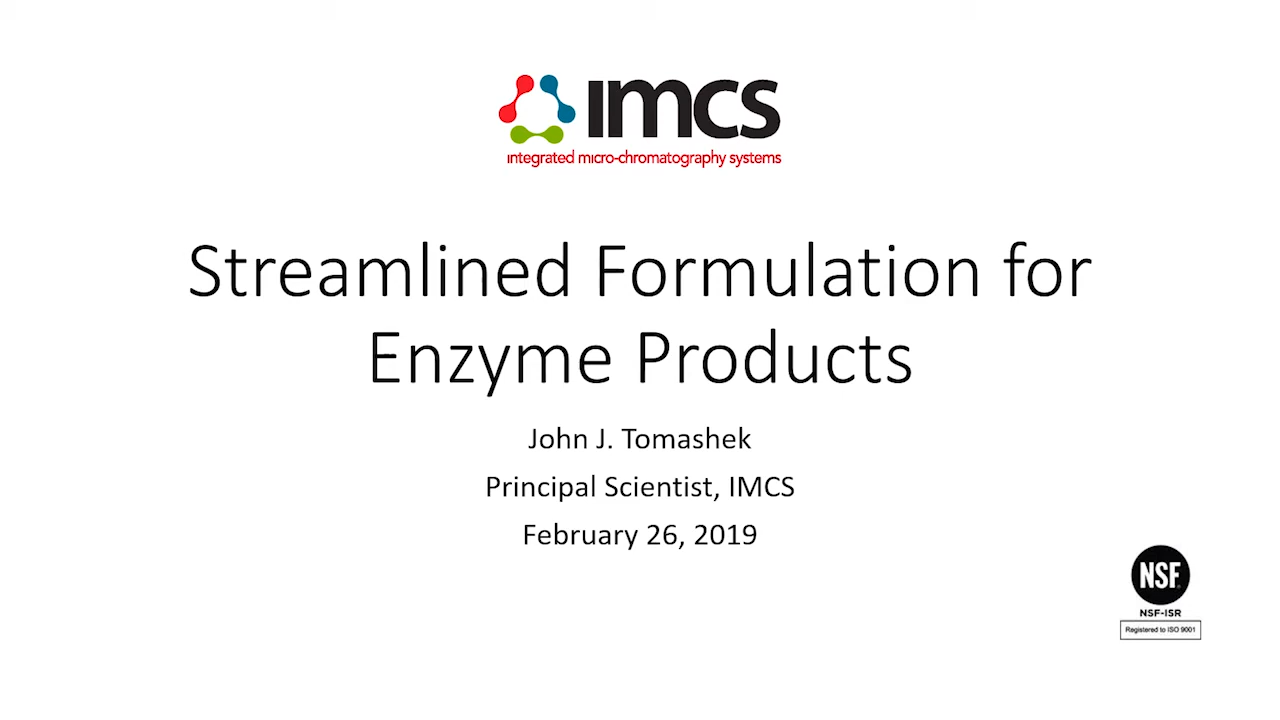 imcs
integrated micro-chromatography systems
Streamlined Formulation for
Enzyme Products
John J. Tomashek
Principal Scientist, IMCS
February 26, 2019
NSF
NSF-ISR
Registered to ISO 9001